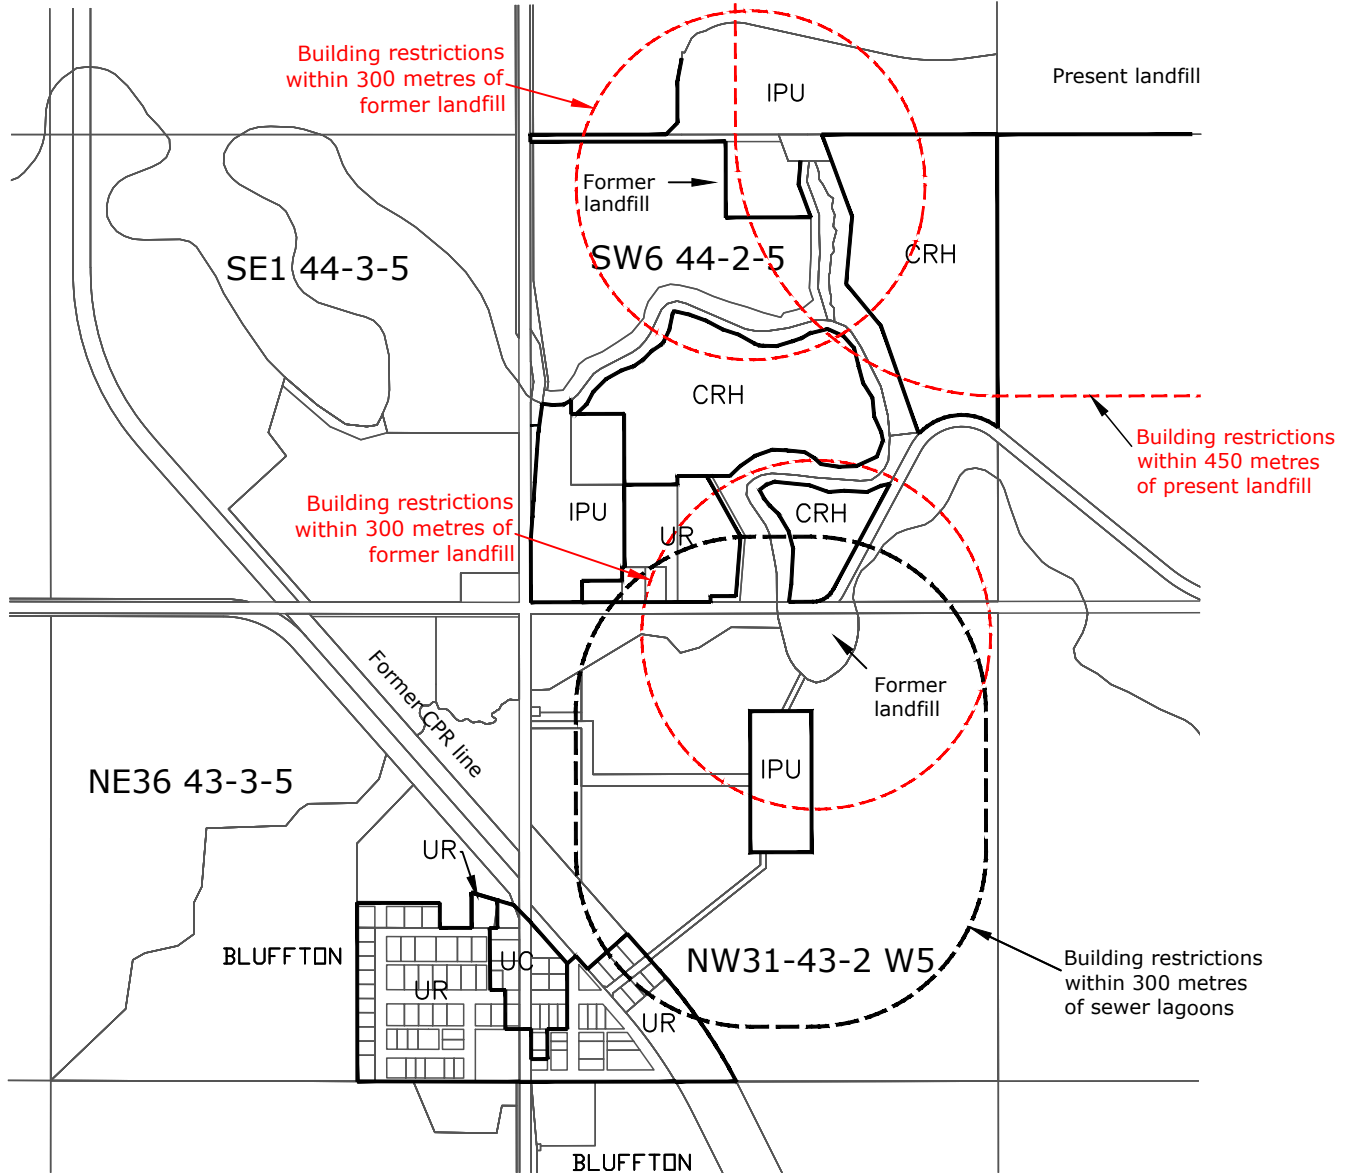 Building restrictions
within 300 metres of
former landfill
IPU
Present landfill
Former
landfill
SE1 44-3-5
SW6 44-2-5
CRH
CRH
Building restrictions
within 450 metres
of present landfill
Building restrictions
within 300 metres of
former landfill
IPU
UR
CRH
Former CPR line
Former
landfill
NE36 43-3-5
IPU
UR
BLUFFTON
UC
UR
NW31-43-2 W5
UR
Building restrictions
within 300 metres
of sewer lagoons
BLUFFTON